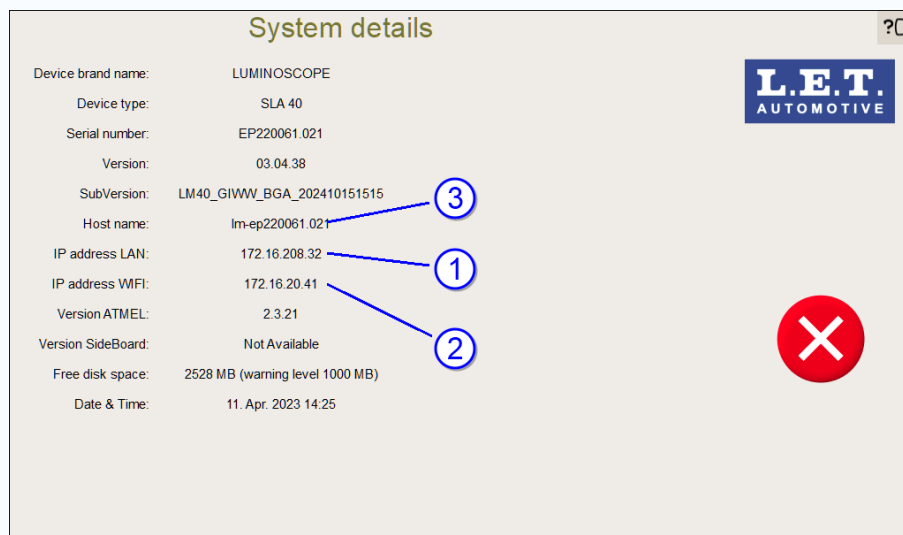 System details
?
Device brand name: LUMINOSCOPE
L.E.T.
AUTOMOTIVE
Device type: SLA 40
Serial number: EP220061.021
Version: 03.04.38
SubVersion: LM40_GIWW_BGA_202410151515
3
Host name: lm-ep220061.021
IP address LAN: 172.16.208.32
1
IP address WIFI: 172.16.20.41
Version ATMEL: 2.3.21
2
Version SideBoard: Not Available
Free disk space: 2528 MB (warning level 1000 MB)
Date & Time: 11. Apr. 2023 14:25